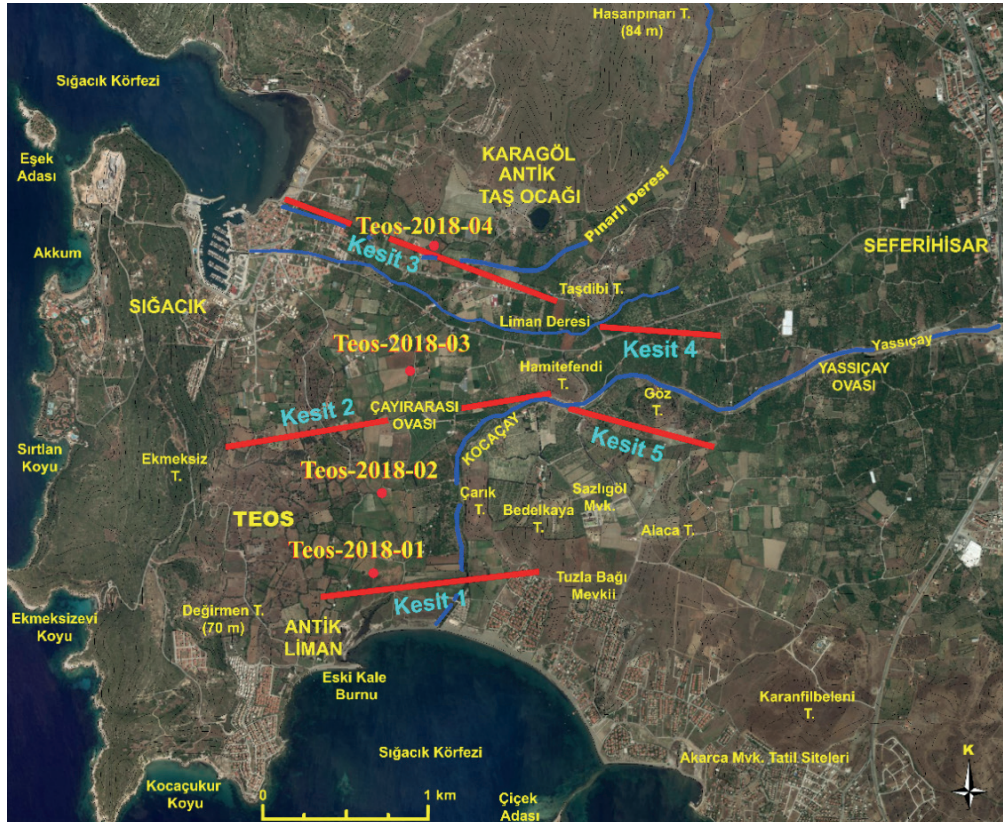 Hasanpınarı T.
(84 m)
Sığacık Körfezi
Eşek
Adası
KARAGÖL
ANTİK
TAŞ OCAĞI
Pınarlı Deresi
Teos-2018-04
Kesit 3
SEFERİHİSAR
Akkum
Taşdibi T.
SIĞACIK
Liman Deresi
Teos-2018-03
Kesit 4
Yassıçay
Hamitefendi
T.
YASSIÇAY
OVASI
Göz
T.
Kesit 2
ÇAYIRARASI
OVASI
KOCAÇAY
Kesit 5
Sırtlan
Koyu
Ekmeksiz
T.
Teos-2018-02
Çarık
T.
Sazlıgöl
Mvk.
Bedelkaya
T.
TEOS
Alaca T.
Teos-2018-01
Tuzla Bağı
Mevkii
Kesit 1
Değirmen T.
(70 m)
Ekmeksizevi
Koyu
ANTİK
LİMAN
Eski Kale
Burnu
Karanfilbeleni
T.
Sığacık Körfezi
Akarca Mvk. Tatil Siteleri
K
Kocaçukur
Koyu
0 1 km
Çiçek
Adası